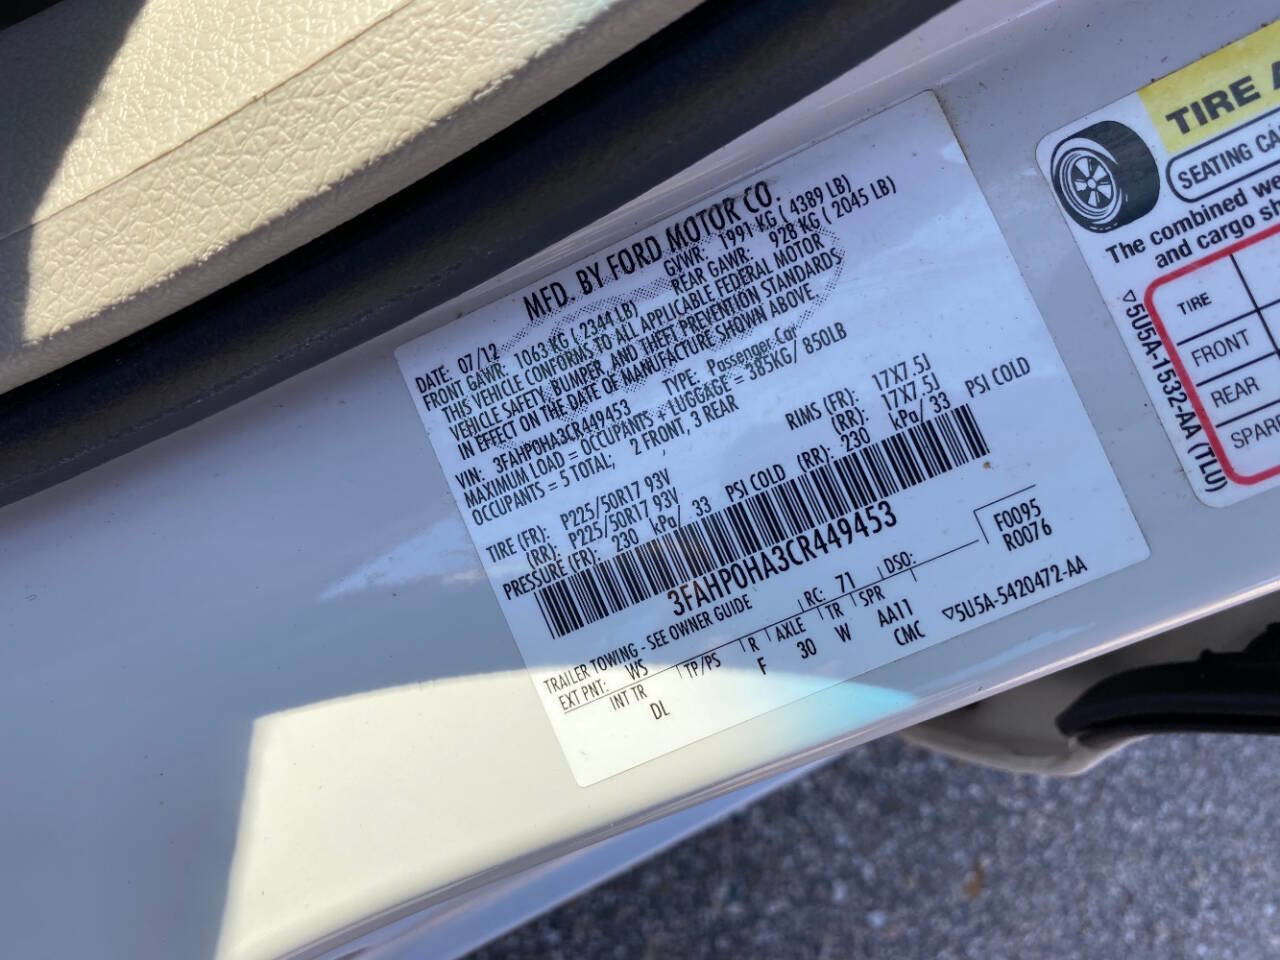 MFD. BY FORD MOTOR CO.
DATE: 07/12 GVWR: 1991 KG ( 4389 LB)
FRONT GAWR: 1063 KG ( 2344 LB) REAR GAWR: 928 KG ( 2045 LB)
THIS VEHICLE CONFORMS TO ALL APPLICABLE FEDERAL MOTOR
VEHICLE SAFETY, BUMPER, AND THEFT PREVENTION STANDARDS
IN EFFECT ON THE DATE OF MANUFACTURE SHOWN ABOVE.
VIN: 3FAHP0HA3CR449453 TYPE: Passenger Car
MAXIMUM LOAD = OCCUPANTS + LUGGAGE = 385KG/ 850LB
OCCUPANTS = 5 TOTAL; 2 FRONT, 3 REAR
TIRE (FR): P225/50R17 93V RIMS (FR): 17X7.5J
(RR): P225/50R17 93V (RR): 17X7.5J
PRESSURE (FR): 230 kPa/ 33 PSI COLD (RR): 230 kPa/ 33 PSI COLD
3FAHP0HA3CR449453
TRAILER TOWING - SEE OWNER GUIDE
F0095
R0076
EXT PNT: WS RC: 71 DSO:
INT TR TP/PS R AXLE TR SPR
DL F 30 W AA11
CMC
▽5U5A-5420472-AA
TIRE
SEATING CA
The combined we
and cargo sh
TIRE
FRONT
REAR
SPAR
▽5U5A-1532-AA (TLU)